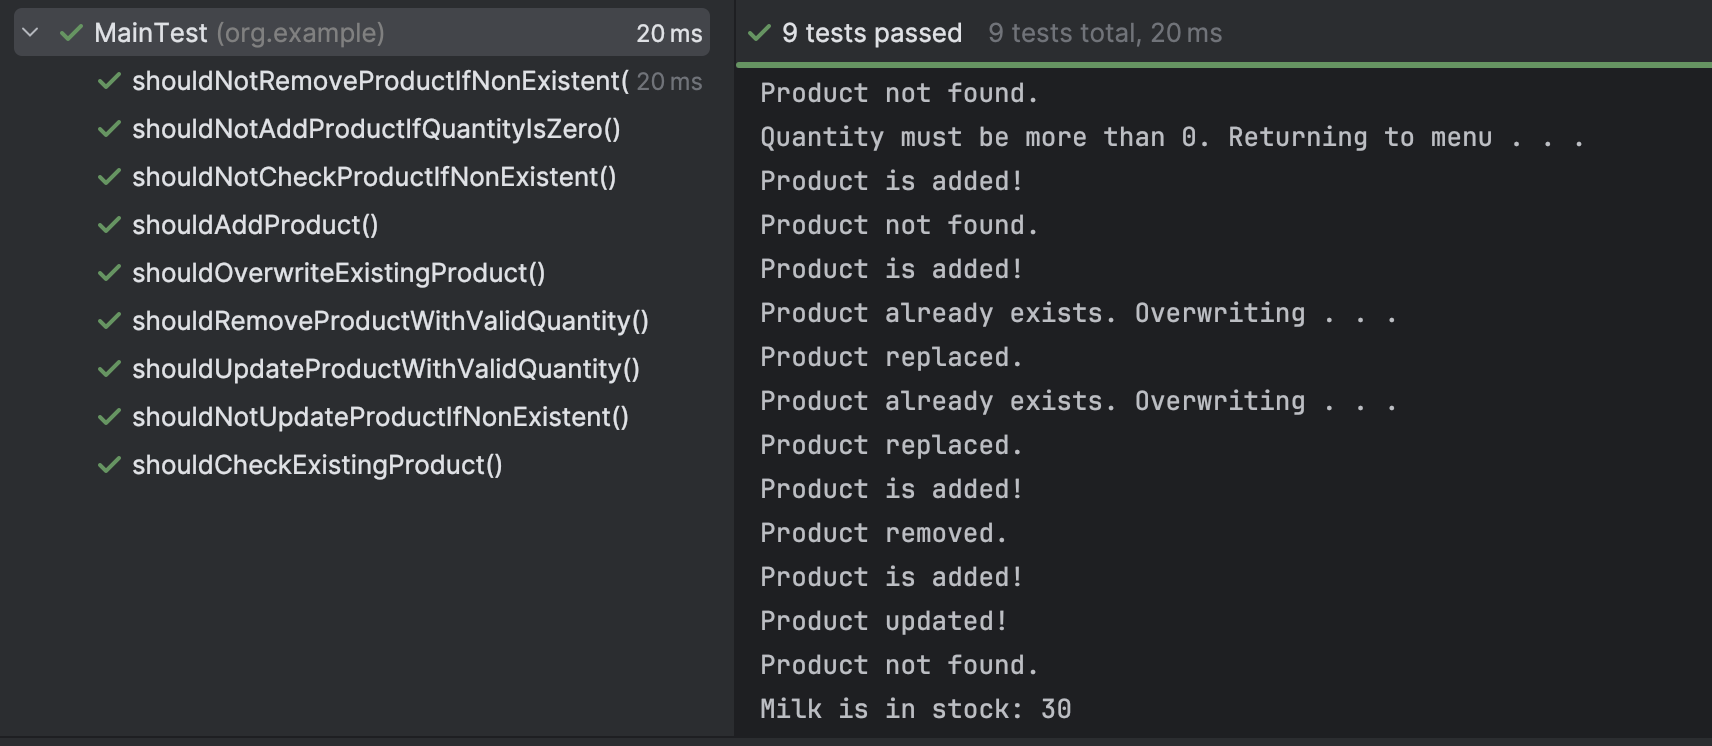 MainTest (org.example) 20 ms
shouldNotRemoveProductIfNonExistent( 20 ms
shouldNotAddProductIfQuantityIsZero()
shouldNotCheckProductIfNonExistent()
shouldAddProduct()
shouldOverwriteExistingProduct()
shouldRemoveProductWithValidQuantity()
shouldUpdateProductWithValidQuantity()
shouldNotUpdateProductIfNonExistent()
shouldCheckExistingProduct()
9 tests passed 9 tests total, 20 ms
Product not found.
Quantity must be more than 0. Returning to menu . . .
Product is added!
Product not found.
Product is added!
Product already exists. Overwriting . . .
Product replaced.
Product already exists. Overwriting . . .
Product replaced.
Product is added!
Product removed.
Product is added!
Product updated!
Product not found.
Milk is in stock: 30